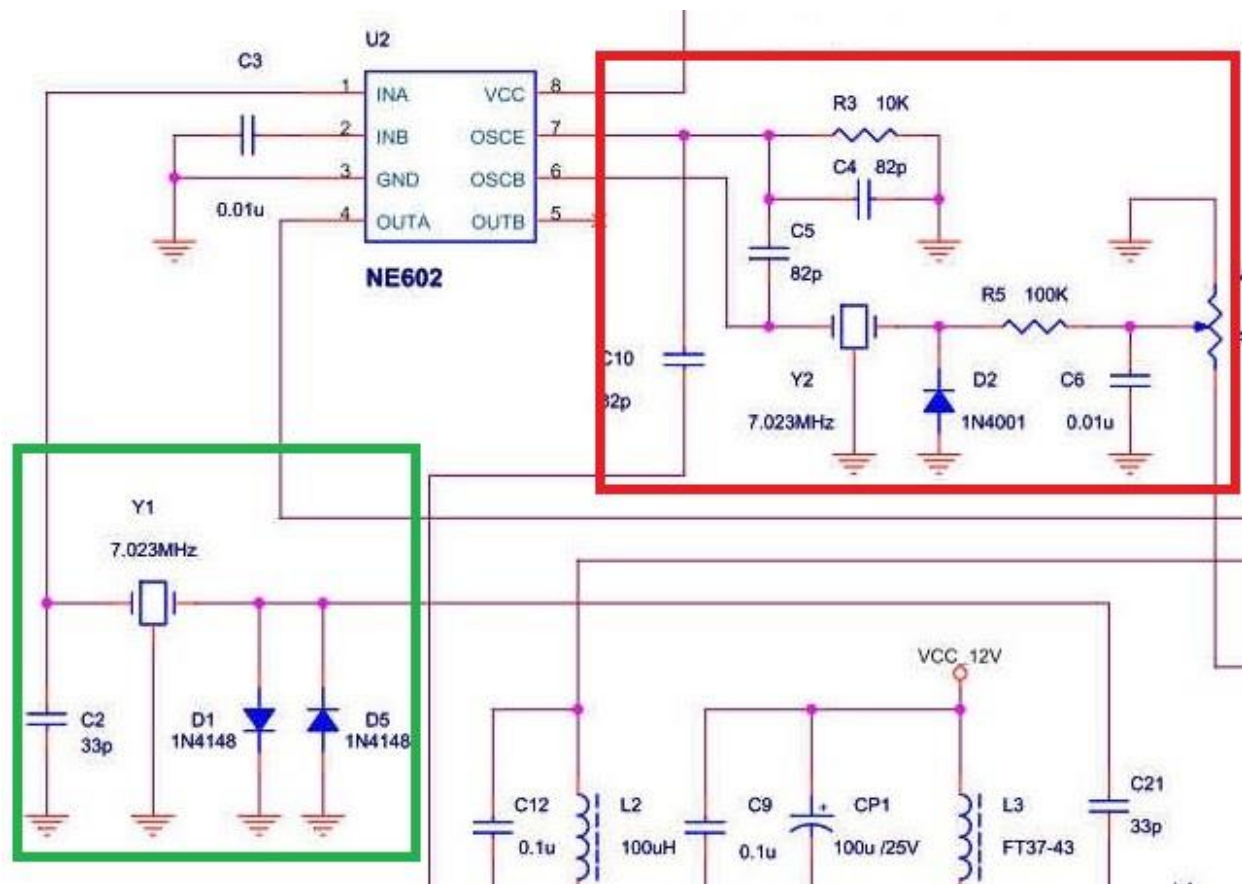 U2
C3
1 INA VCC 8
2 INB OSCE 7
3 GND OSCB 6
4 OUTA OUTB 5
0.01u
NE602
R3 10K
C4 82p
C5
82p
R5 100K
C10
Y2
7.023MHz
D2
1N4001
C6
0.01u
Y1
7.023MHz
C2
33p
D1
1N4148
D5
1N4148
VCC_12V
C12
0.1u
L2
100uH
C9
0.1u
+
CP1
100u /25V
L3
FT37-43
C21
33p